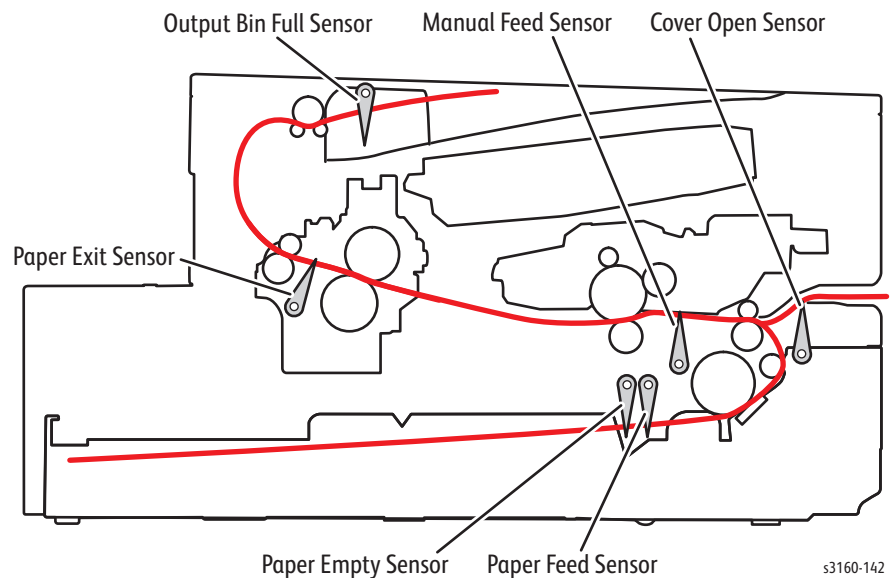 Output Bin Full Sensor
Manual Feed Sensor
Cover Open Sensor
Paper Exit Sensor
Paper Empty Sensor
Paper Feed Sensor
s3160-142